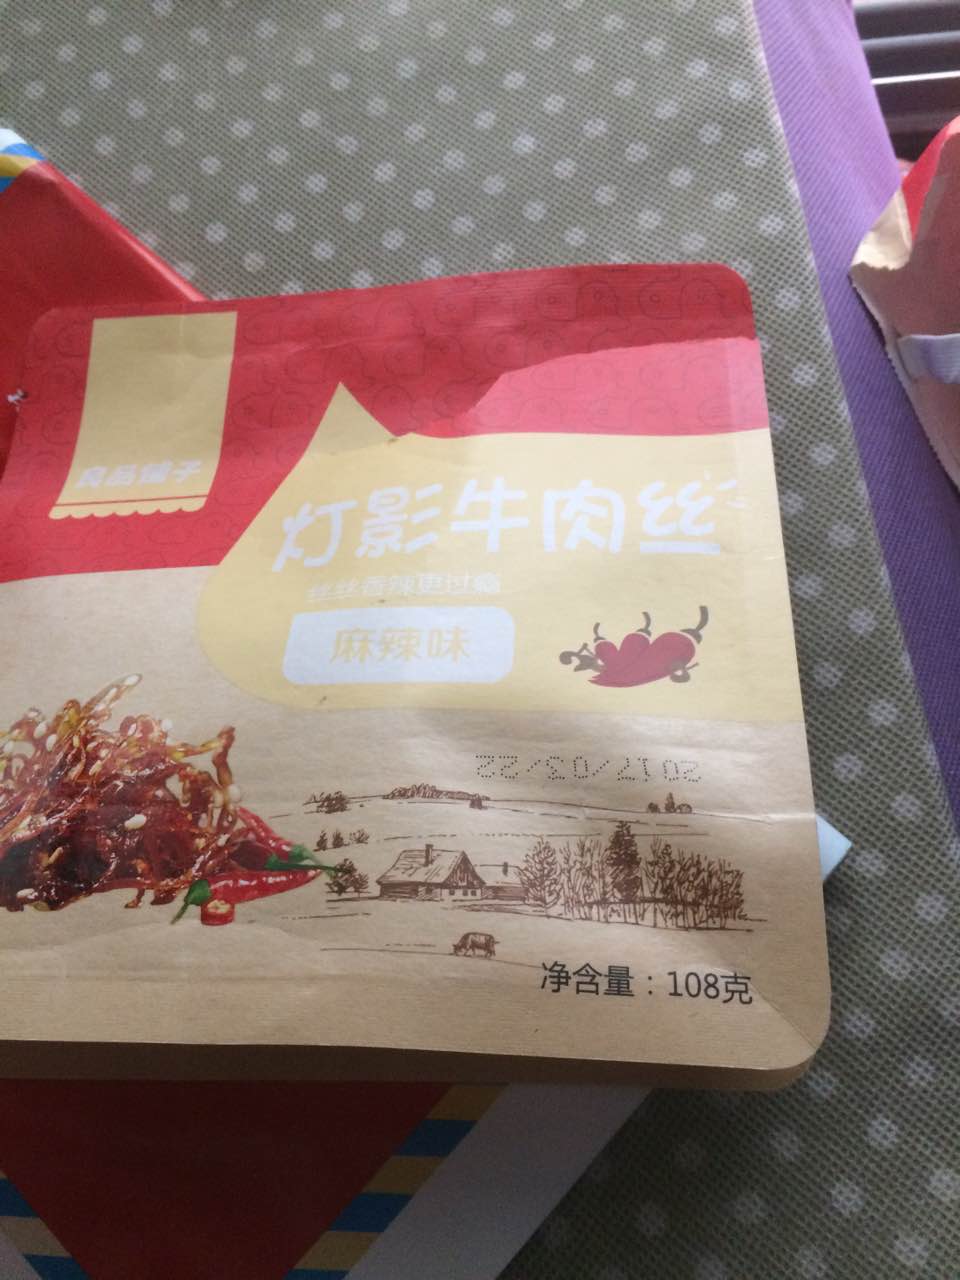 良品铺子
灯影牛肉丝
丝丝香辣更过瘾
麻辣味
2017/03/22
净含量：108克